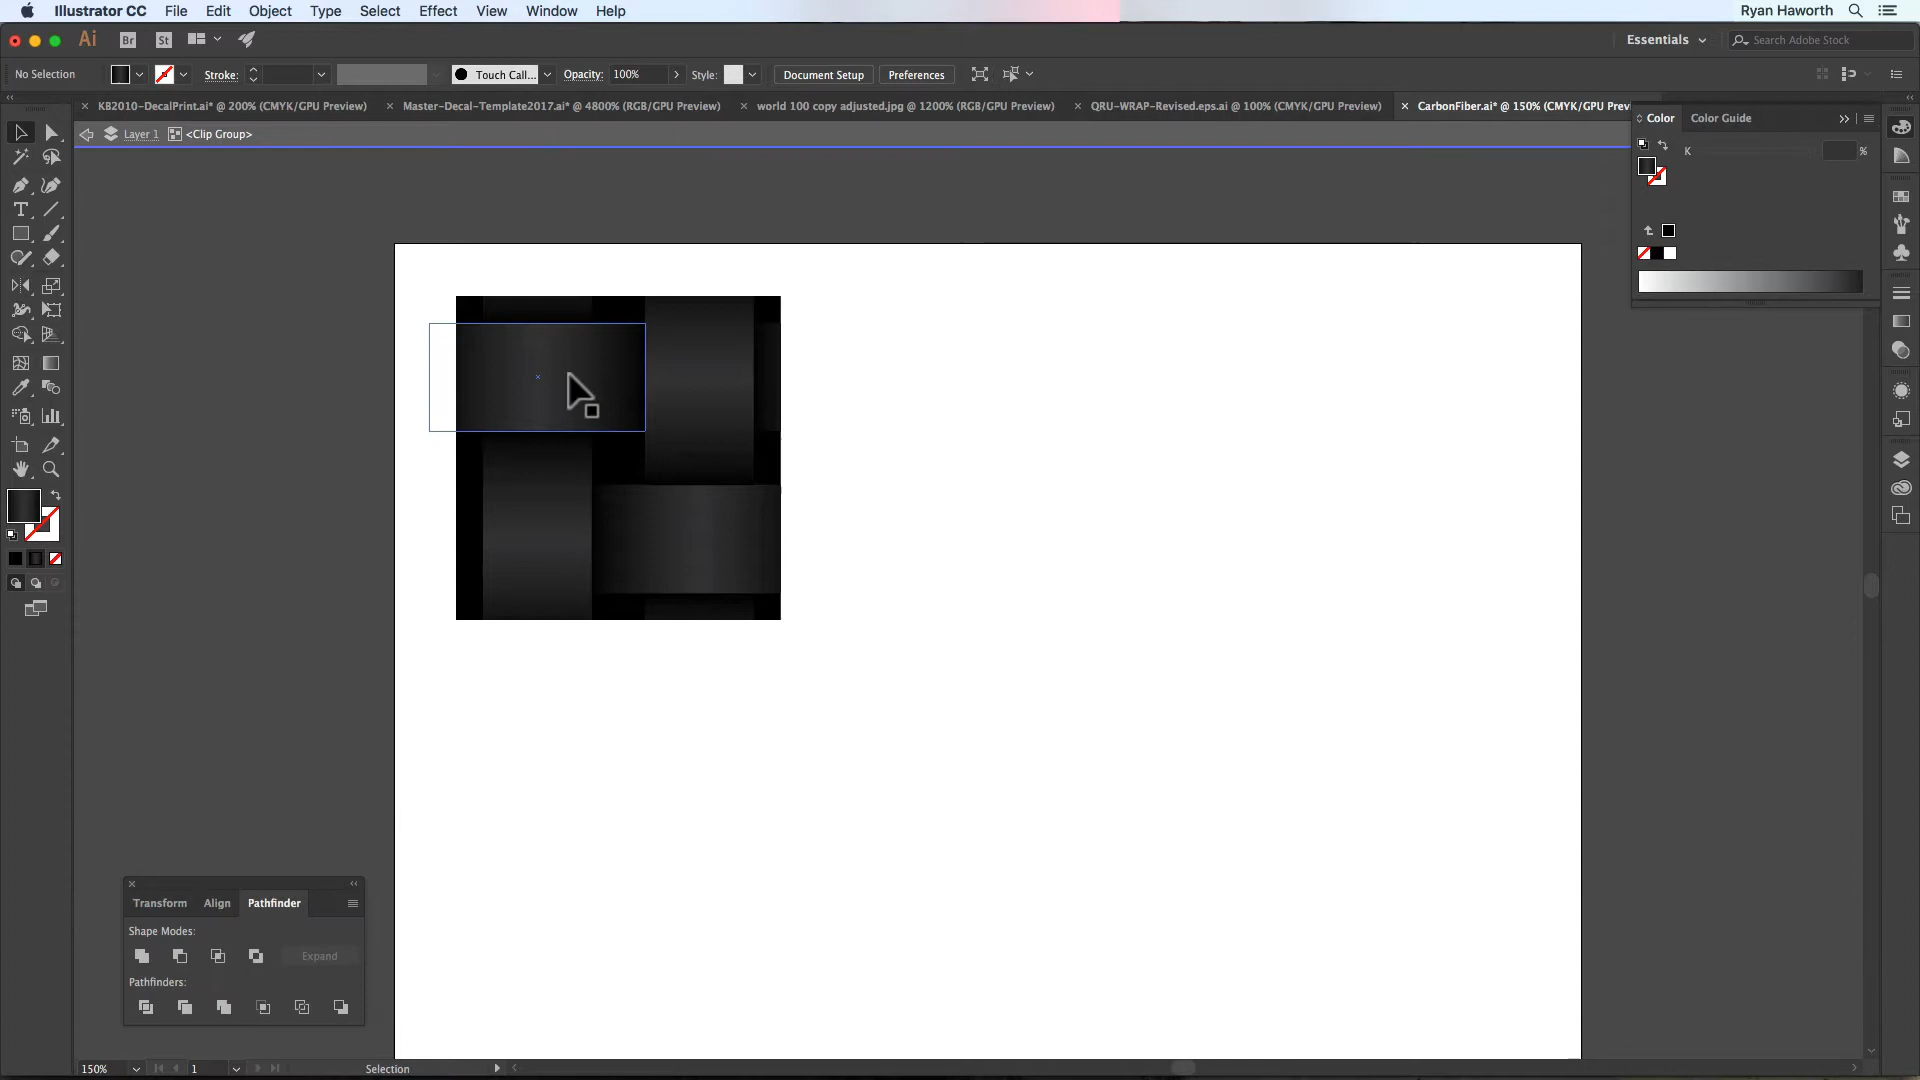 Illustrator CC File Edit Object Type Select Effect View Window Help Ryan Haworth
Ai Br St Essentials Search Adobe Stock
No Selection Stroke: Touch Call... Opacity: 100% Style: Document Setup Preferences
KB2010-DecalPrint.ai* @ 200% (CMYK/GPU Preview) Master-Decal-Template2017.ai* @ 4800% (RGB/GPU Preview) world 100 copy adjusted.jpg @ 1200% (RGB/GPU Preview) QRU-WRAP-Revised.eps.ai @ 100% (CMYK/GPU Preview) CarbonFiber.ai* @ 150% (CMYK/GPU Prev
Layer 1 <Clip Group>
Color Color Guide
K %
Transform Align Pathfinder
Shape Modes:
Expand
Pathfinders:
150% 1 Selection